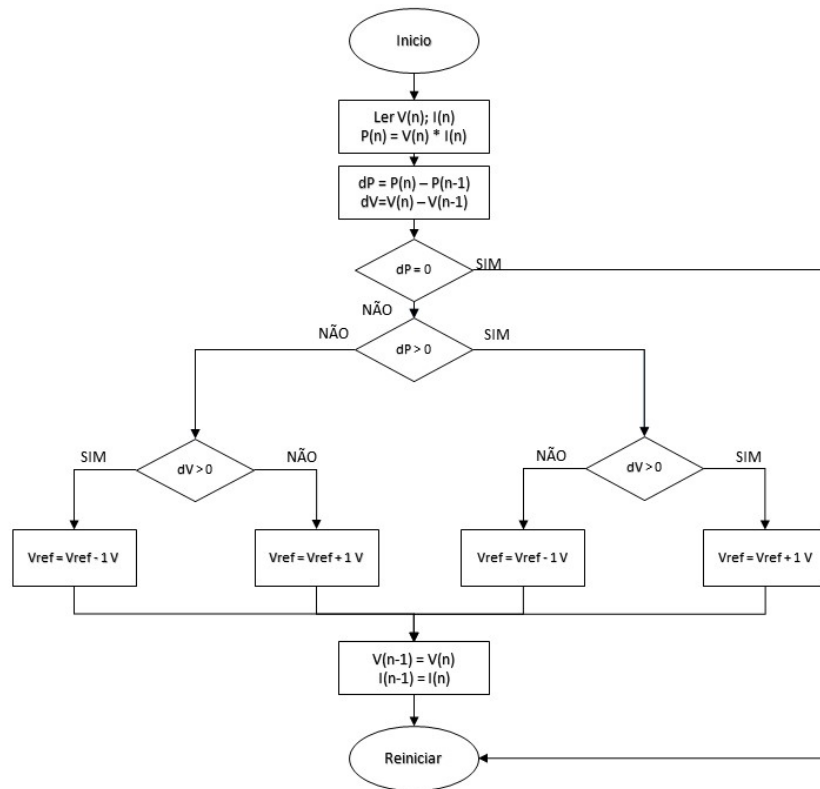 Inicio
Ler V(n); I(n)
P(n) = V(n) * I(n)
dP = P(n) – P(n-1)
dV=V(n) – V(n-1)
dP = 0
SIM
NÃO
NÃO
dP > 0
SIM
SIM
dV > 0
NÃO
NÃO
dV > 0
SIM
Vref = Vref - 1 V
Vref = Vref + 1 V
Vref = Vref - 1 V
Vref = Vref + 1 V
V(n-1) = V(n)
I(n-1) = I(n)
Reiniciar